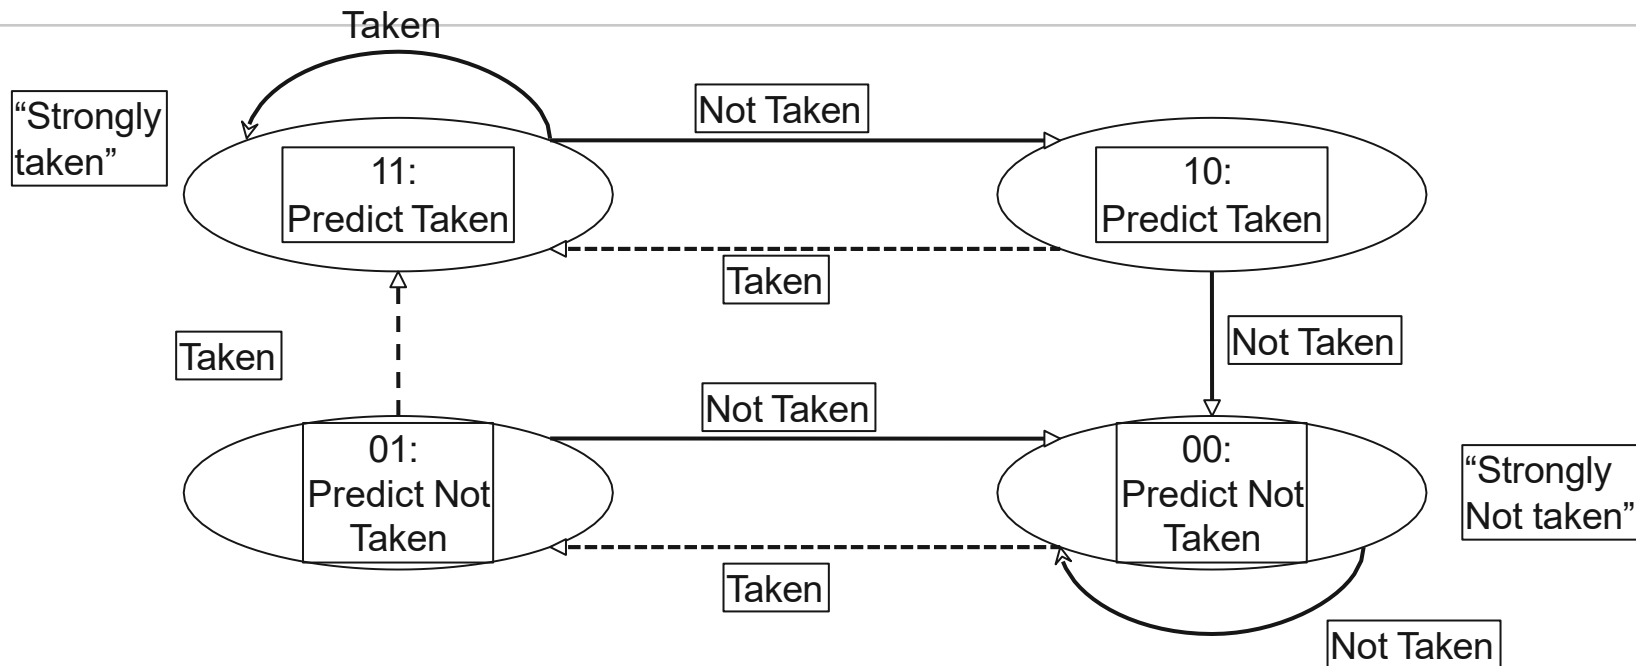 Taken
“Strongly
taken”
Not Taken
11:
Predict Taken
10:
Predict Taken
Taken
Taken
Not Taken
Not Taken
01:
Predict Not
Taken
00:
Predict Not
Taken
“Strongly
Not taken”
Taken
Not Taken